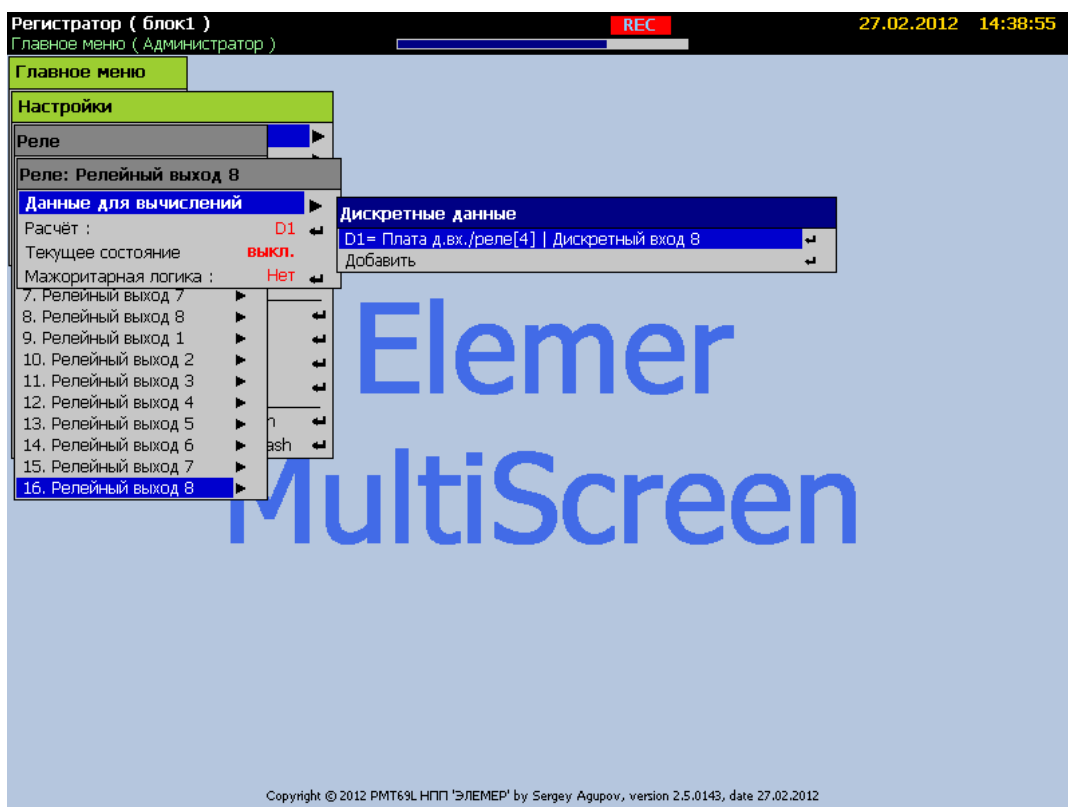 Регистратор ( блок1 )
REC
27.02.2012 14:38:55
Главное меню ( Администратор )
Главное меню
Настройки
Реле
Реле: Релейный выход 8
Данные для вычислений
Расчёт : D1
Текущее состояние выкл.
Мажоритарная логика : Нет
Дискретные данные
D1= Плата д.вх./реле[4] | Дискретный вход 8
Добавить
7. Релейный выход 7
8. Релейный выход 8
9. Релейный выход 1
10. Релейный выход 2
11. Релейный выход 3
12. Релейный выход 4
13. Релейный выход 5
14. Релейный выход 6
ash
15. Релейный выход 7
16. Релейный выход 8
Elemer
MultiScreen
Copyright © 2012 РМТ69L НПП 'ЭЛЕМЕР' by Sergey Agupov, version 2.5.0143, date 27.02.2012